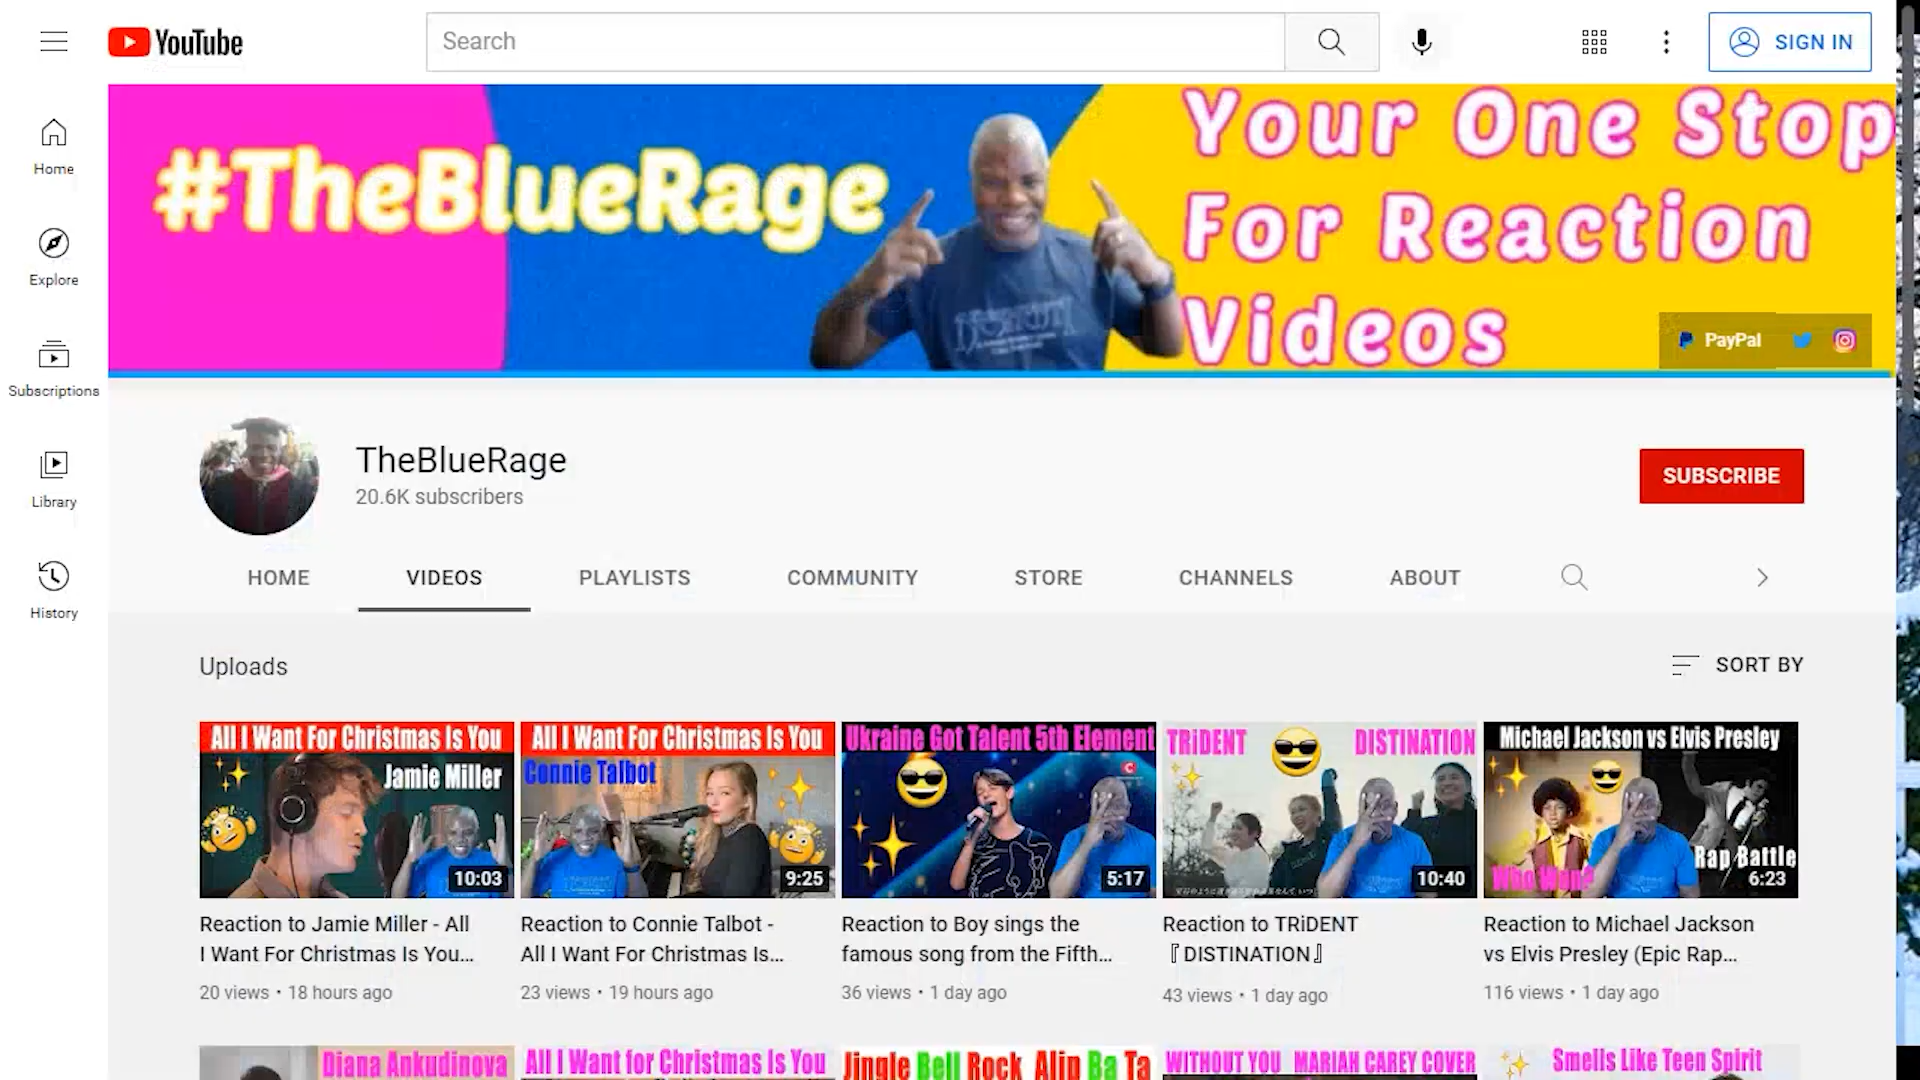 YouTube
Search
SIGN IN
Home
Explore
Subscriptions
Library
History
#TheBlueRage
Your One Stop
For Reaction
Videos
PayPal
TheBlueRage
20.6K subscribers
SUBSCRIBE
HOME
VIDEOS
PLAYLISTS
COMMUNITY
STORE
CHANNELS
ABOUT
Uploads
SORT BY
All I Want For Christmas Is You
Jamie Miller
10:03
Reaction to Jamie Miller - All
I Want For Christmas Is You...
20 views • 18 hours ago
All I Want For Christmas Is You
Connie Talbot
9:25
Reaction to Connie Talbot -
All I Want For Christmas Is...
23 views • 19 hours ago
Ukraine Got Talent 5th Element
5:17
Reaction to Boy sings the
famous song from the Fifth...
36 views • 1 day ago
TRiDENT
DISTINATION
10:40
Reaction to TRiDENT
『DISTINATION』
43 views • 1 day ago
Michael Jackson vs Elvis Presley
Rap Battle
Who Won?
6:23
Reaction to Michael Jackson
vs Elvis Presley (Epic Rap...
116 views • 1 day ago
Diana Ankudinova
All I Want for Christmas Is You
Jingle Bell Rock Alip Ba Ta
WITHOUT YOU MARIAH CAREY COVER
Smells Like Teen Spirit